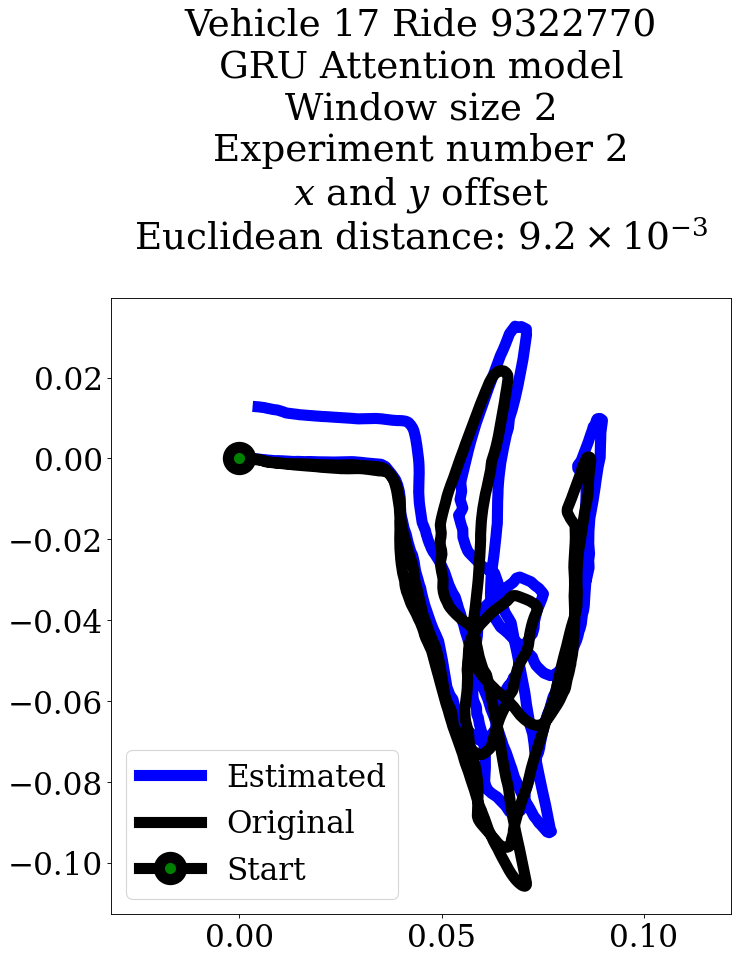 Vehicle 17 Ride 9322770
GRU Attention model
Window size 2
Experiment number 2
x and y offset
Euclidean distance: 9.2 × 10⁻³
0.02
0.00
−0.02
−0.04
−0.06
−0.08
−0.10
Estimated
Original
Start
0.00 0.05 0.10